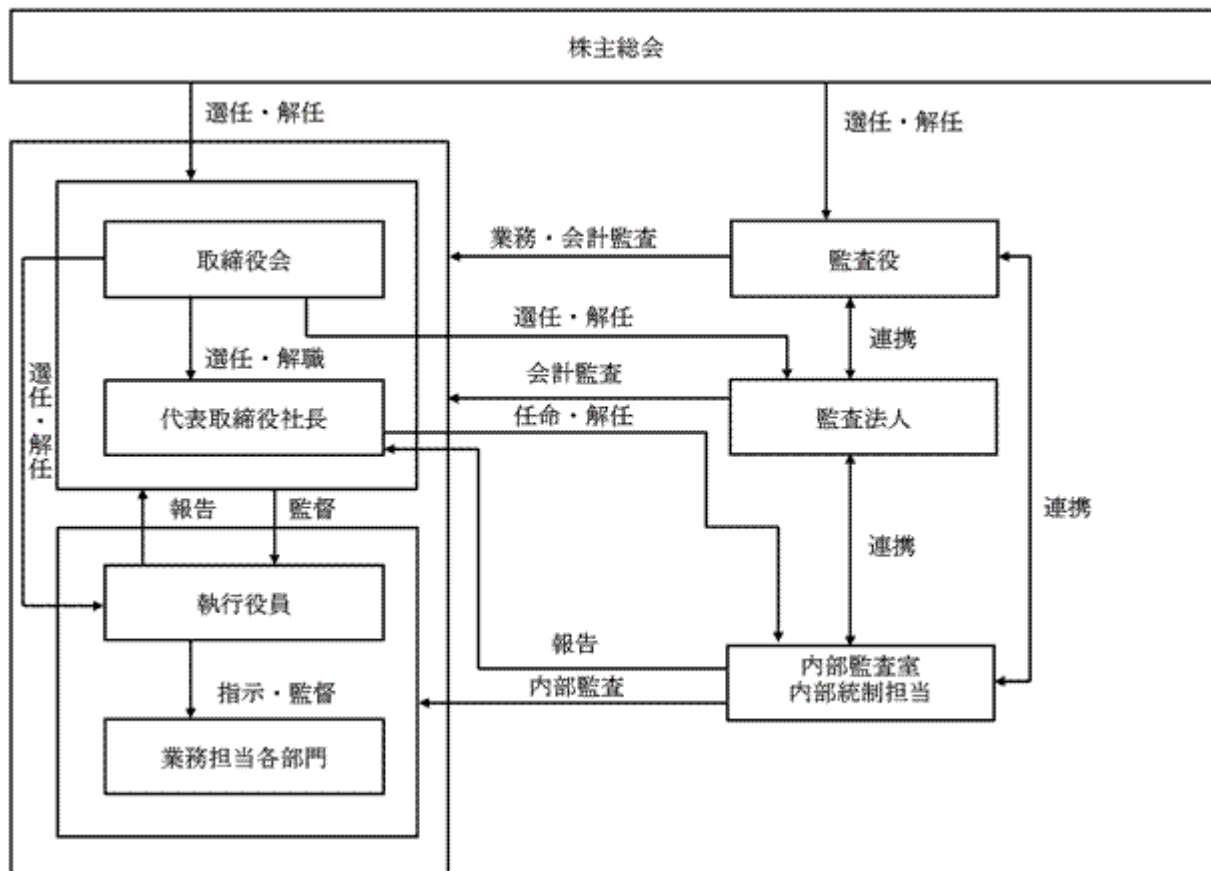 株主総会
選任・解任
選任・解任
取締役会
業務・会計監査
監査役
選任・解任
連携
選任・解職
会計監査
選任・解任
代表取締役社長
任命・解任
監査法人
報告
監督
連携
連携
執行役員
報告
内部監査室
内部統制担当
指示・監督
内部監査
業務担当各部門